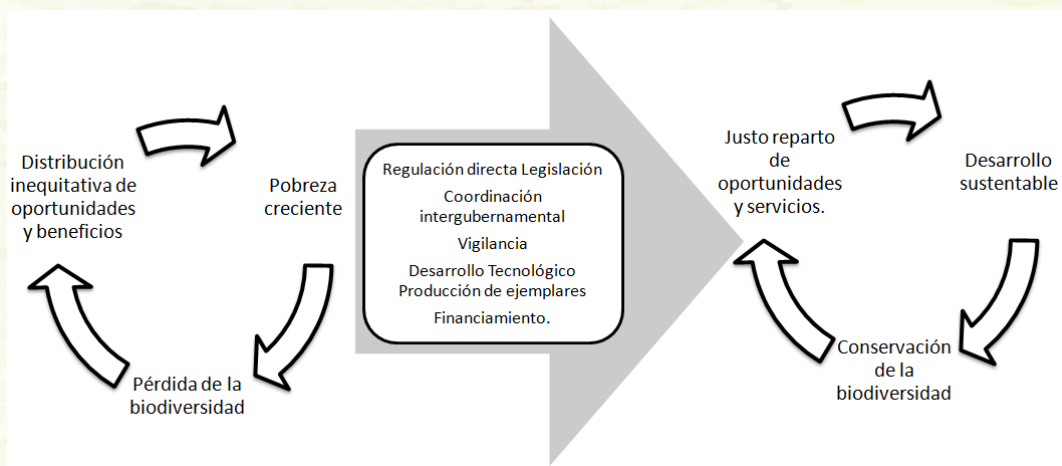 Distribución
inequitativa de
oportunidades
y beneficios
Pobreza
creciente
Pérdida de la
biodiversidad
Regulación directa Legislación
Coordinación
intergubernamental
Vigilancia
Desarrollo Tecnológico
Producción de ejemplares
Financiamiento.
Justo reparto
de
oportunidades
y servicios.
Desarrollo
sustentable
Conservación
de la
biodiversidad